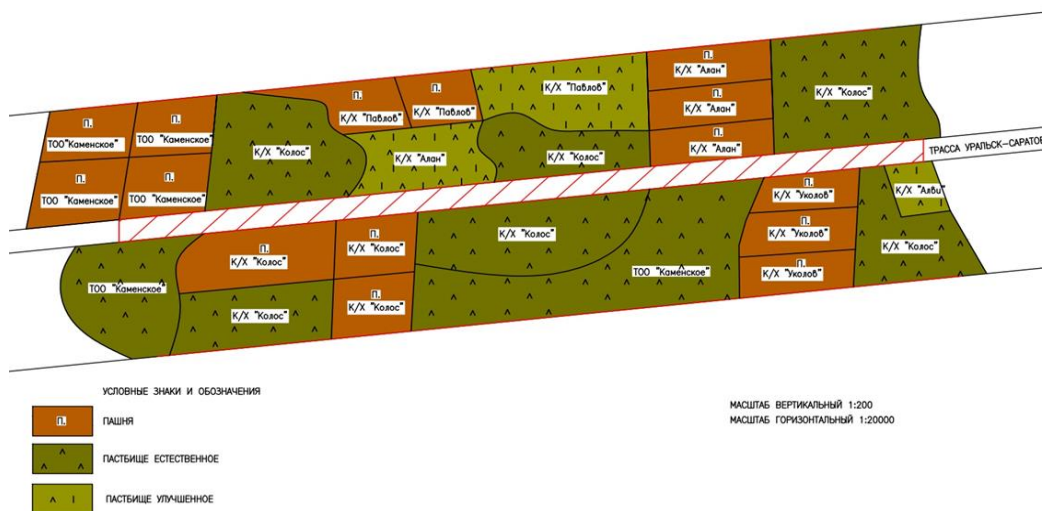 П.
ТОО"Каменское"
П.
ТОО "Каменское"
П.
ТОО "Каменское"
П.
ТОО "Каменское"
К/Х "Колос"
П.
К/Х "Павлов"
П.
К/Х "Павлов"
К/Х "Алан"
К/Х "Павлов"
К/Х "Колос"
П.
К/Х "Алан"
П.
К/Х "Алан"
П.
К/Х "Алан"
К/Х "Колос"
ТРАССА УРАЛЬСК-САРАТОВ
ТОО "Каменское"
П.
К/Х "Колос"
К/Х "Колос"
П.
К/Х "Колос"
П.
К/Х "Колос"
К/Х "Колос"
ТОО "Каменское"
П.
К/Х "Уколов"
П.
К/Х "Уколов"
П.
К/Х "Уколов"
К/Х "Алби"
К/Х "Колос"
УСЛОВНЫЕ ЗНАКИ И ОБОЗНАЧЕНИЯ
П.
ПАШНЯ
ПАСТБИЩЕ ЕСТЕСТВЕННОЕ
ПАСТБИЩЕ УЛУЧШЕННОЕ
МАСШТАБ ВЕРТИКАЛЬНЫЙ 1:200
МАСШТАБ ГОРИЗОНТАЛЬНЫЙ 1:20000